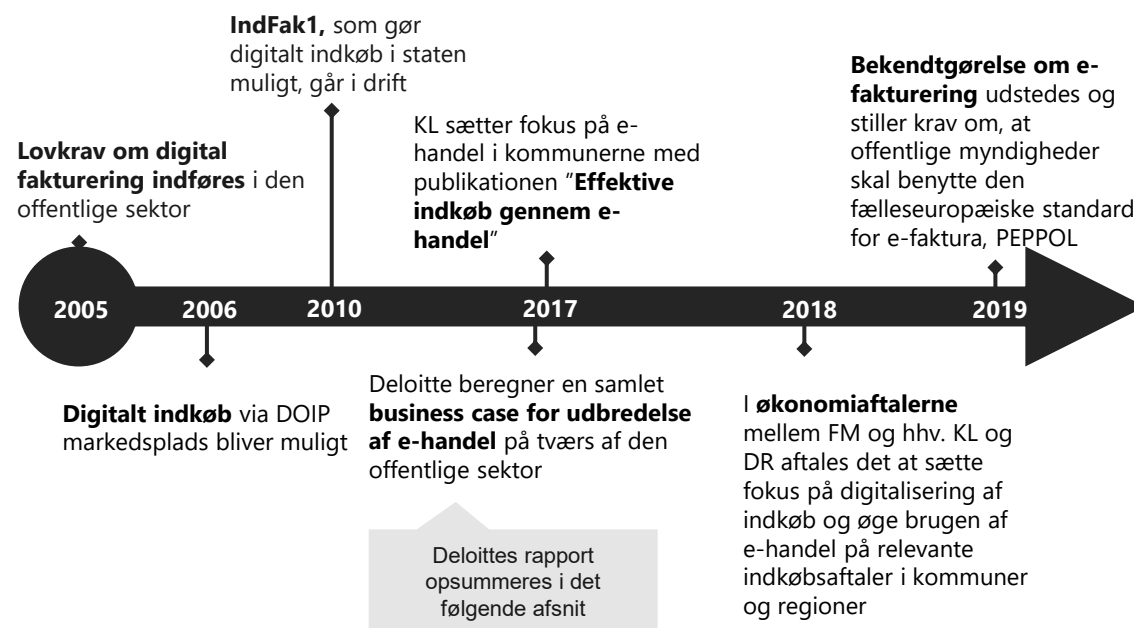 IndFak1, som gør
digitalt indkøb i staten
muligt, går i drift
Bekendtgørelse om e-
fakturering udstedes og
stiller krav om, at
offentlige myndigheder
skal benytte den
fælleseuropæiske standard
for e-faktura, PEPPOL
KL sætter fokus på e-
handel i kommunerne med
publikationen ”Effektive
indkøb gennem e-
handel”
Lovkrav om digital
fakturering indføres i den
offentlige sektor
2005
2006
2010
2017
2018
2019
Digitalt indkøb via DOIP
markedsplads bliver muligt
Deloitte beregner en samlet
business case for udbredelse
af e-handel på tværs af den
offentlige sektor
Deloittes rapport
opsummeres i det
følgende afsnit
I økonomiaftalerne
mellem FM og hhv. KL og
DR aftales det at sætte
fokus på digitalisering af
indkøb og øge brugen af
e-handel på relevante
indkøbsaftaler i kommuner
og regioner